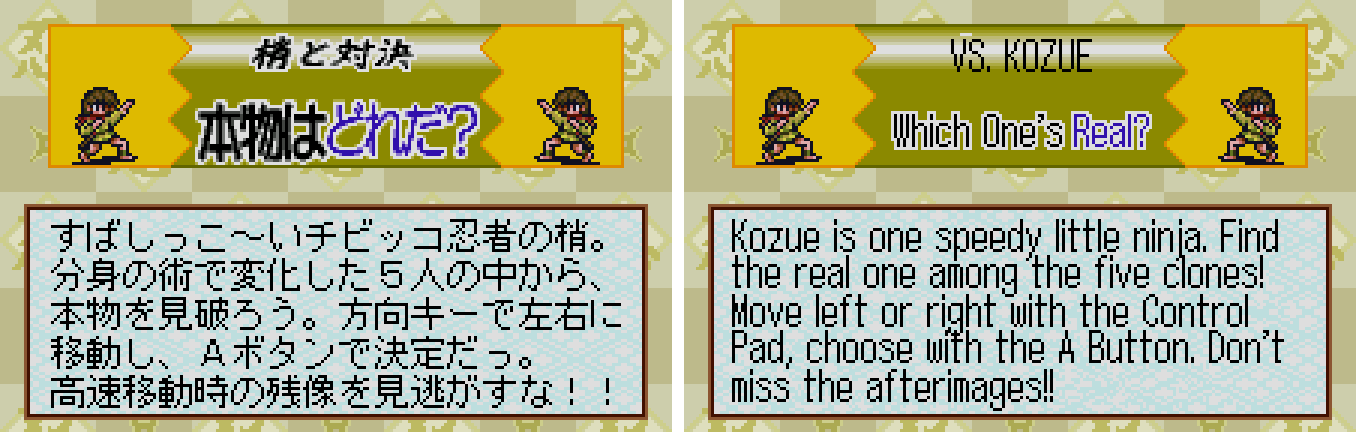 梢と対決
本物はどれだ?
すばしっこ~いチビッコ忍者の梢。
分身の術で変化した5人の中から、
本物を見破ろう。方向キーで左右に
移動し、Aボタンで決定だっ。
高速移動時の残像を見逃がすな!!
VS. KOZUE
Which One's Real?
Kozue is one speedy little ninja. Find
the real one among the five clones!
Move left or right with the Control
Pad, choose with the A Button. Don't
miss the afterimages!!